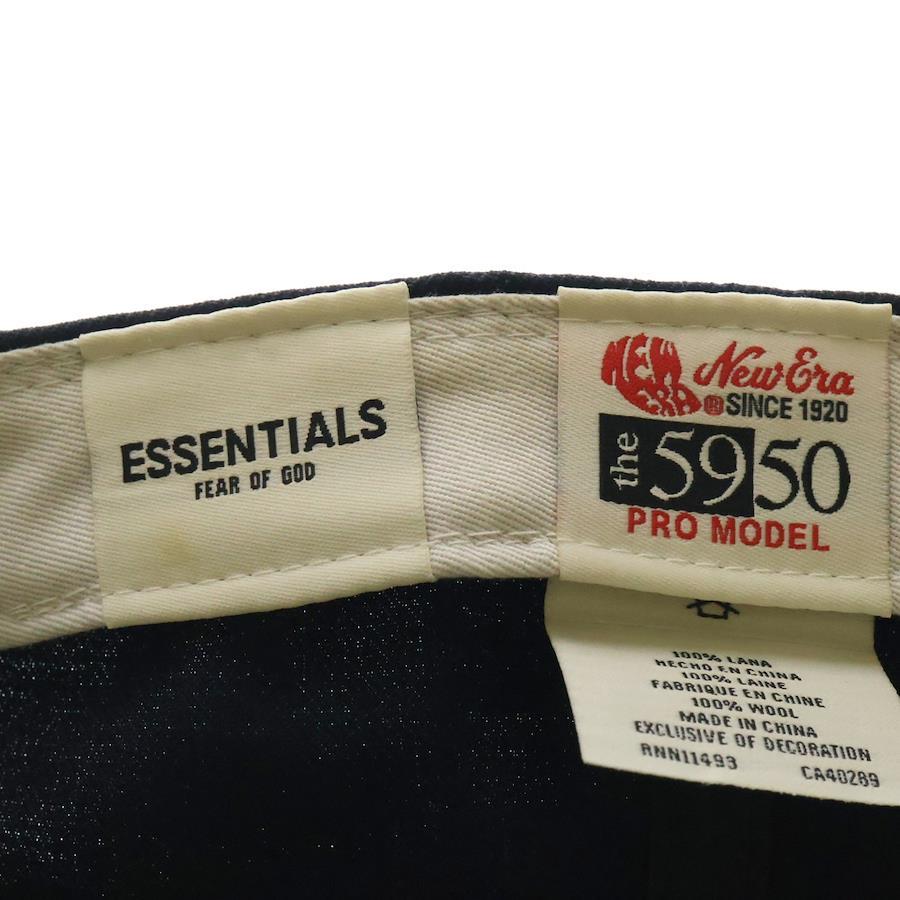 ESSENTIALS
FEAR OF GOD
NEW ERA
New Era
® SINCE 1920
the 5950
PRO MODEL
100% LANA
HECHO EN CHINA
100% LAINE
FABRIQUE EN CHINE
100% WOOL
MADE IN CHINA
EXCLUSIVE OF DECORATION
RNN11493 CA40289